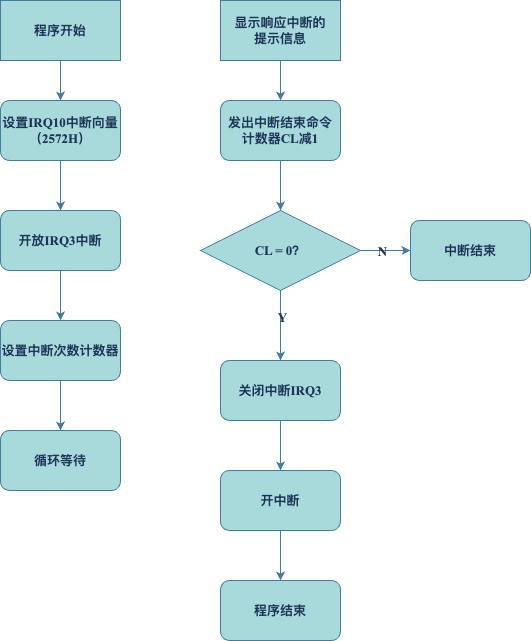 程序开始
设置IRQ10中断向量
（2572H）
开放IRQ3中断
设置中断次数计数器
循环等待
显示响应中断的
提示信息
发出中断结束命令
计数器CL减1
CL = 0?
N
中断结束
Y
关闭中断IRQ3
开中断
程序结束